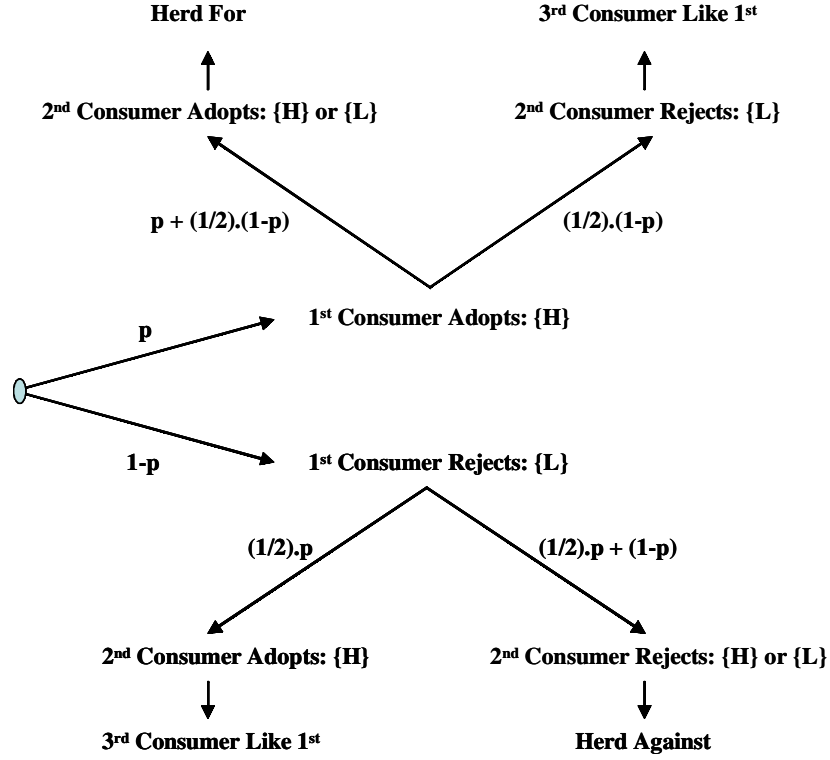 Herd For
3rd Consumer Like 1st
2nd Consumer Adopts: {H} or {L}
2nd Consumer Rejects: {L}
p + (1/2).(1-p)
(1/2).(1-p)
1st Consumer Adopts: {H}
p
1-p
1st Consumer Rejects: {L}
(1/2).p
(1/2).p + (1-p)
2nd Consumer Adopts: {H}
2nd Consumer Rejects: {H} or {L}
3rd Consumer Like 1st
Herd Against